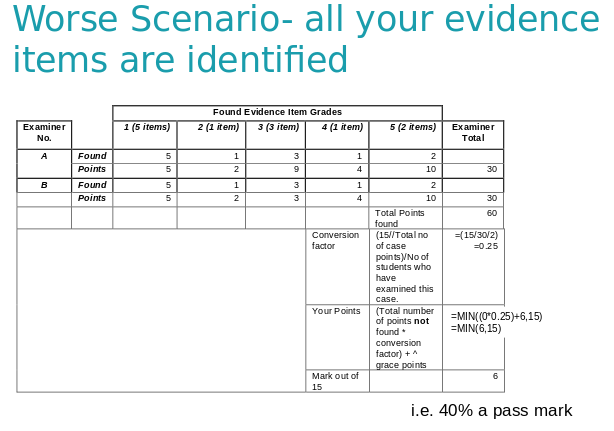 Worse Scenario- all your evidence
items are identified
Found Evidence Item Grades
Examiner No. 1 (5 items) 2 (1 item) 3 (3 item) 4 (1 item) 5 (2 items) Examiner Total
A Found 5 1 3 1 2
Points 5 2 9 4 10 30
B Found 5 1 3 1 2
Points 5 2 3 4 10 30
Total Points found 60
Conversion factor
(15//Total no
of case
points)/No of
students who
have
examined this
case.
=(15/30/2)
=0.25
Your Points
(Total number
of points not
found *
conversion
factor) + ^
grace points
=MIN((0*0.25)+6,15)
=MIN(6,15)
Mark out of
15
6
i.e. 40% a pass mark